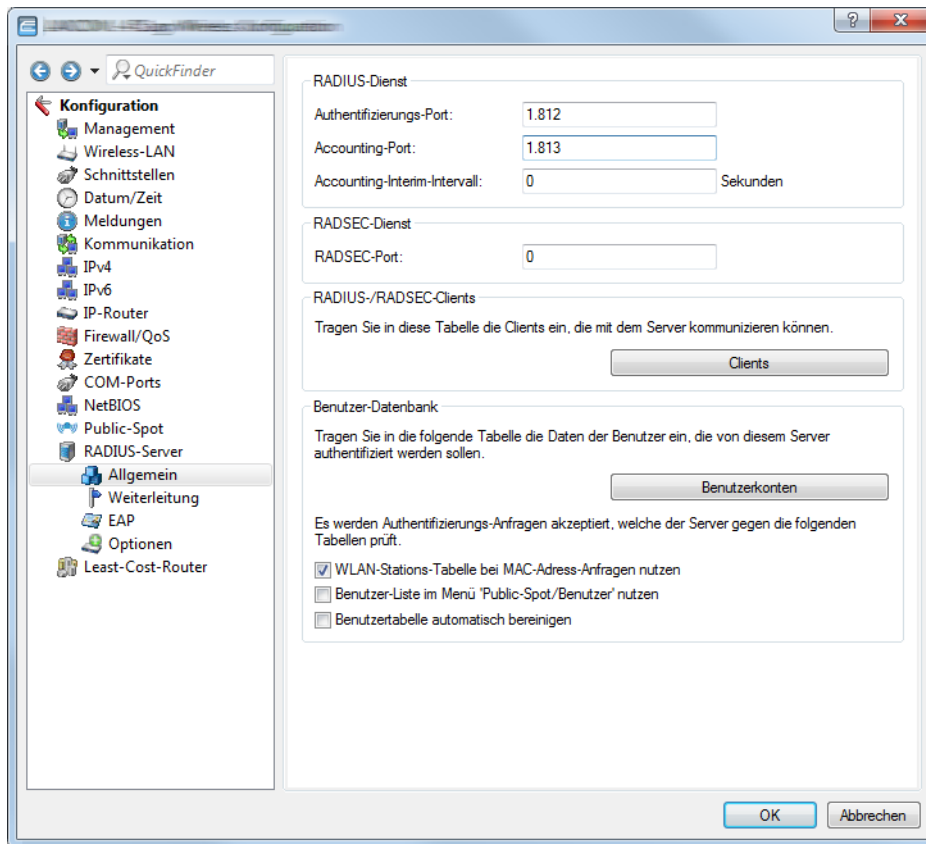 QuickFinder
Konfiguration
Management
Wireless-LAN
Schnittstellen
Datum/Zeit
Meldungen
Kommunikation
IPv4
IPv6
IP-Router
Firewall/QoS
Zertifikate
COM-Ports
NetBIOS
Public-Spot
RADIUS-Server
Allgemein
Weiterleitung
EAP
Optionen
Least-Cost-Router
RADIUS-Dienst
Authentifizierungs-Port: 1.812
Accounting-Port: 1.813
Accounting-Interim-Intervall: 0 Sekunden
RADSEC-Dienst
RADSEC-Port: 0
RADIUS-/RADSEC-Clients
Tragen Sie in diese Tabelle die Clients ein, die mit dem Server kommunizieren können.
Clients
Benutzer-Datenbank
Tragen Sie in die folgende Tabelle die Daten der Benutzer ein, die von diesem Server
authentifiziert werden sollen.
Benutzerkonten
Es werden Authentifizierungs-Anfragen akzeptiert, welche der Server gegen die folgenden
Tabellen prüft.
WLAN-Stations-Tabelle bei MAC-Adress-Anfragen nutzen
Benutzer-Liste im Menü 'Public-Spot/Benutzer' nutzen
Benutzertabelle automatisch bereinigen
OK
Abbrechen